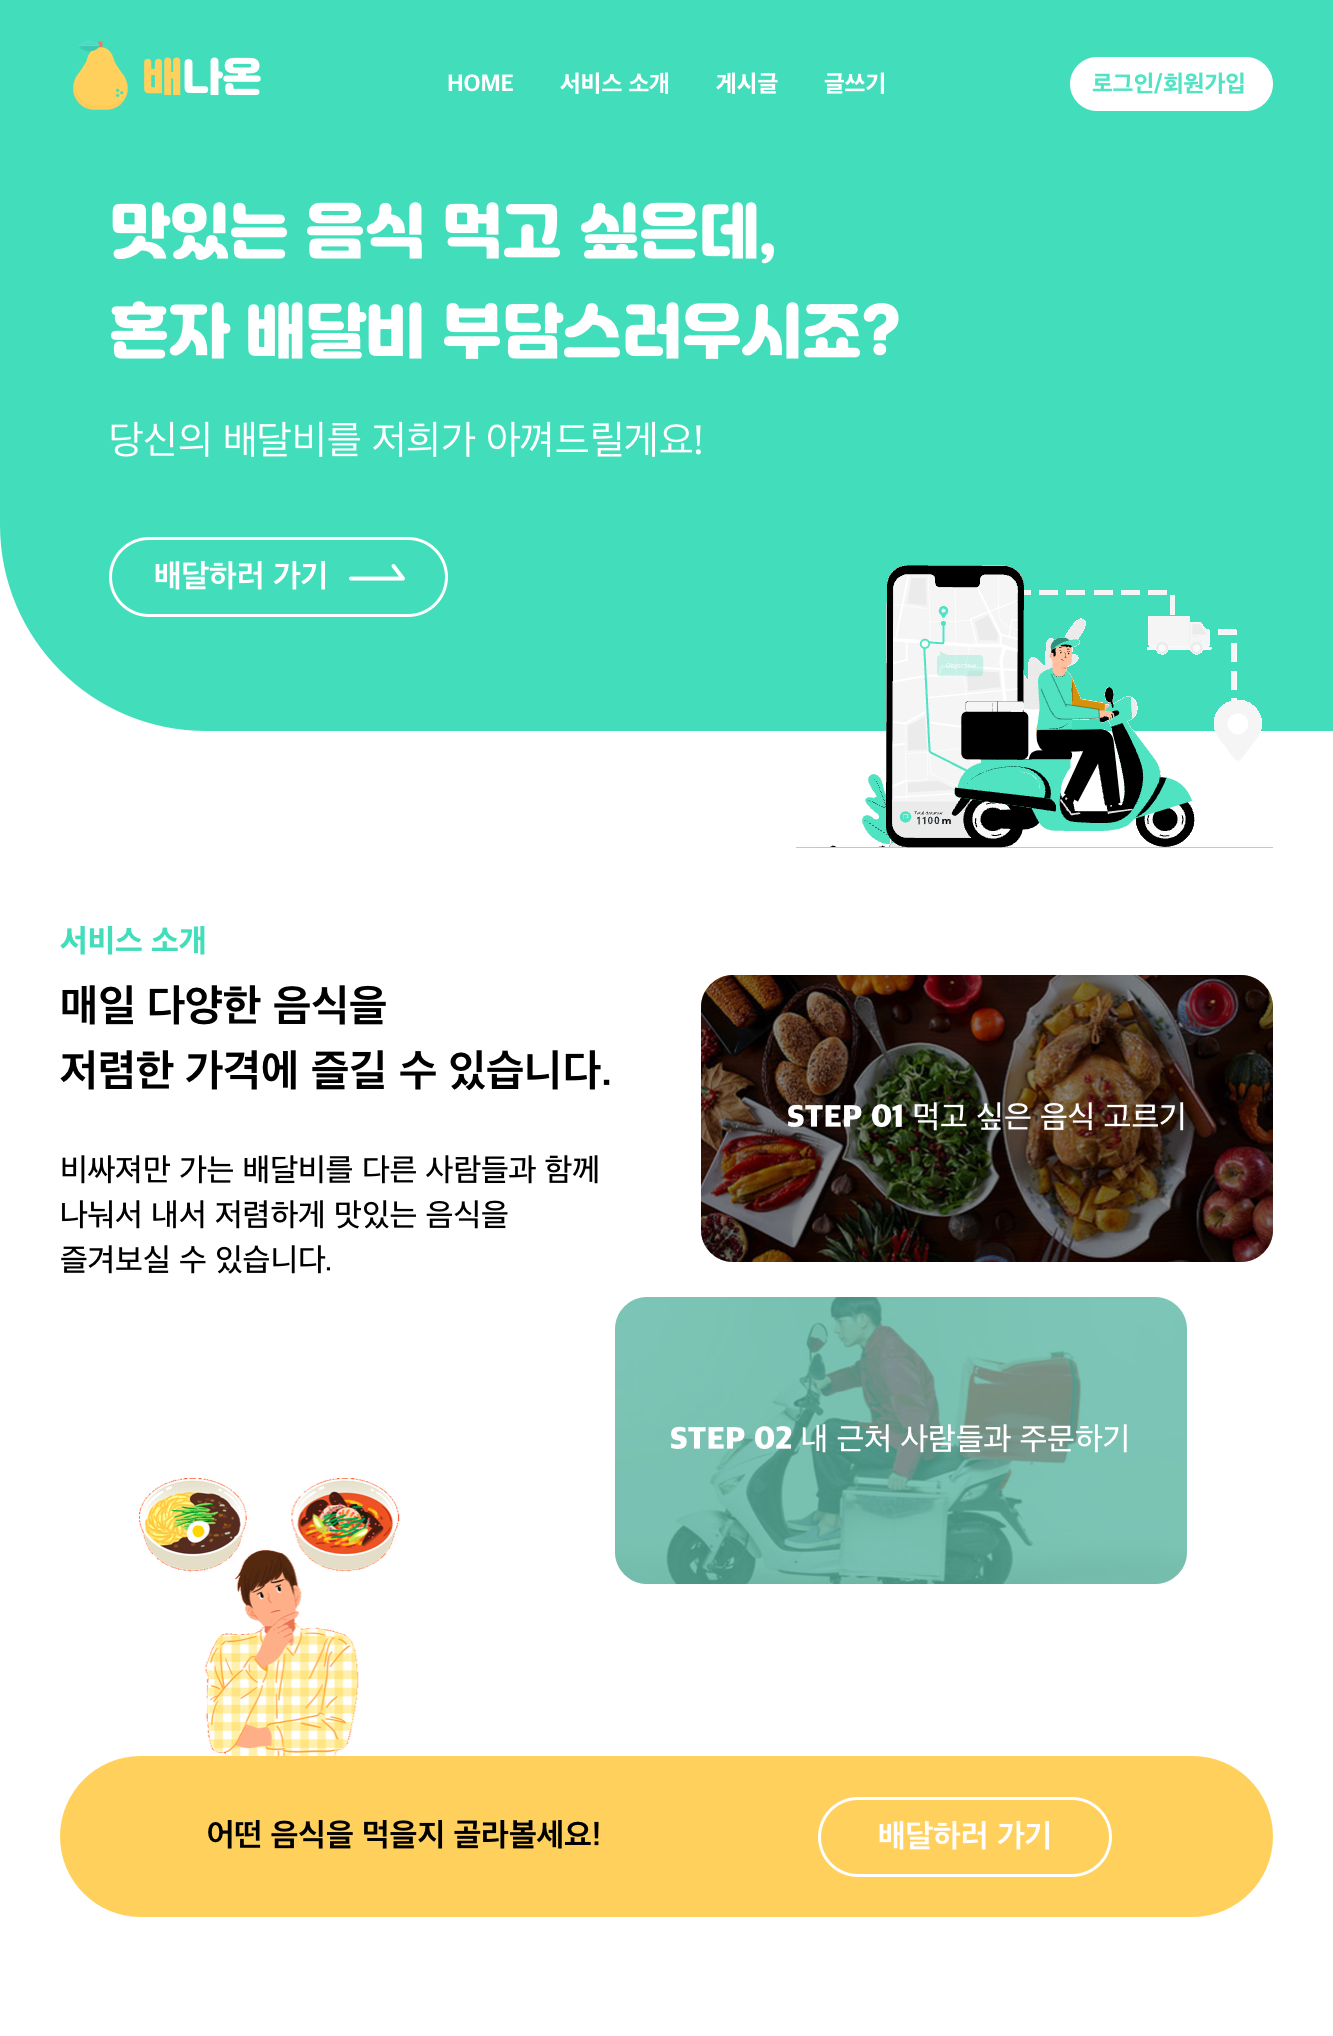 배나온
HOME 서비스 소개 게시글 글쓰기
로그인/회원가입
맛있는 음식 먹고 싶은데,
혼자 배달비 부담스러우시죠?
당신의 배달비를 저희가 아껴드릴게요!
배달하러 가기
1100 m
서비스 소개
매일 다양한 음식을
저렴한 가격에 즐길 수 있습니다.
비싸져만 가는 배달비를 다른 사람들과 함께
나눠서 내서 저렴하게 맛있는 음식을
즐겨보실 수 있습니다.
STEP 01 먹고 싶은 음식 고르기
STEP 02 내 근처 사람들과 주문하기
어떤 음식을 먹을지 골라볼세요!
배달하러 가기